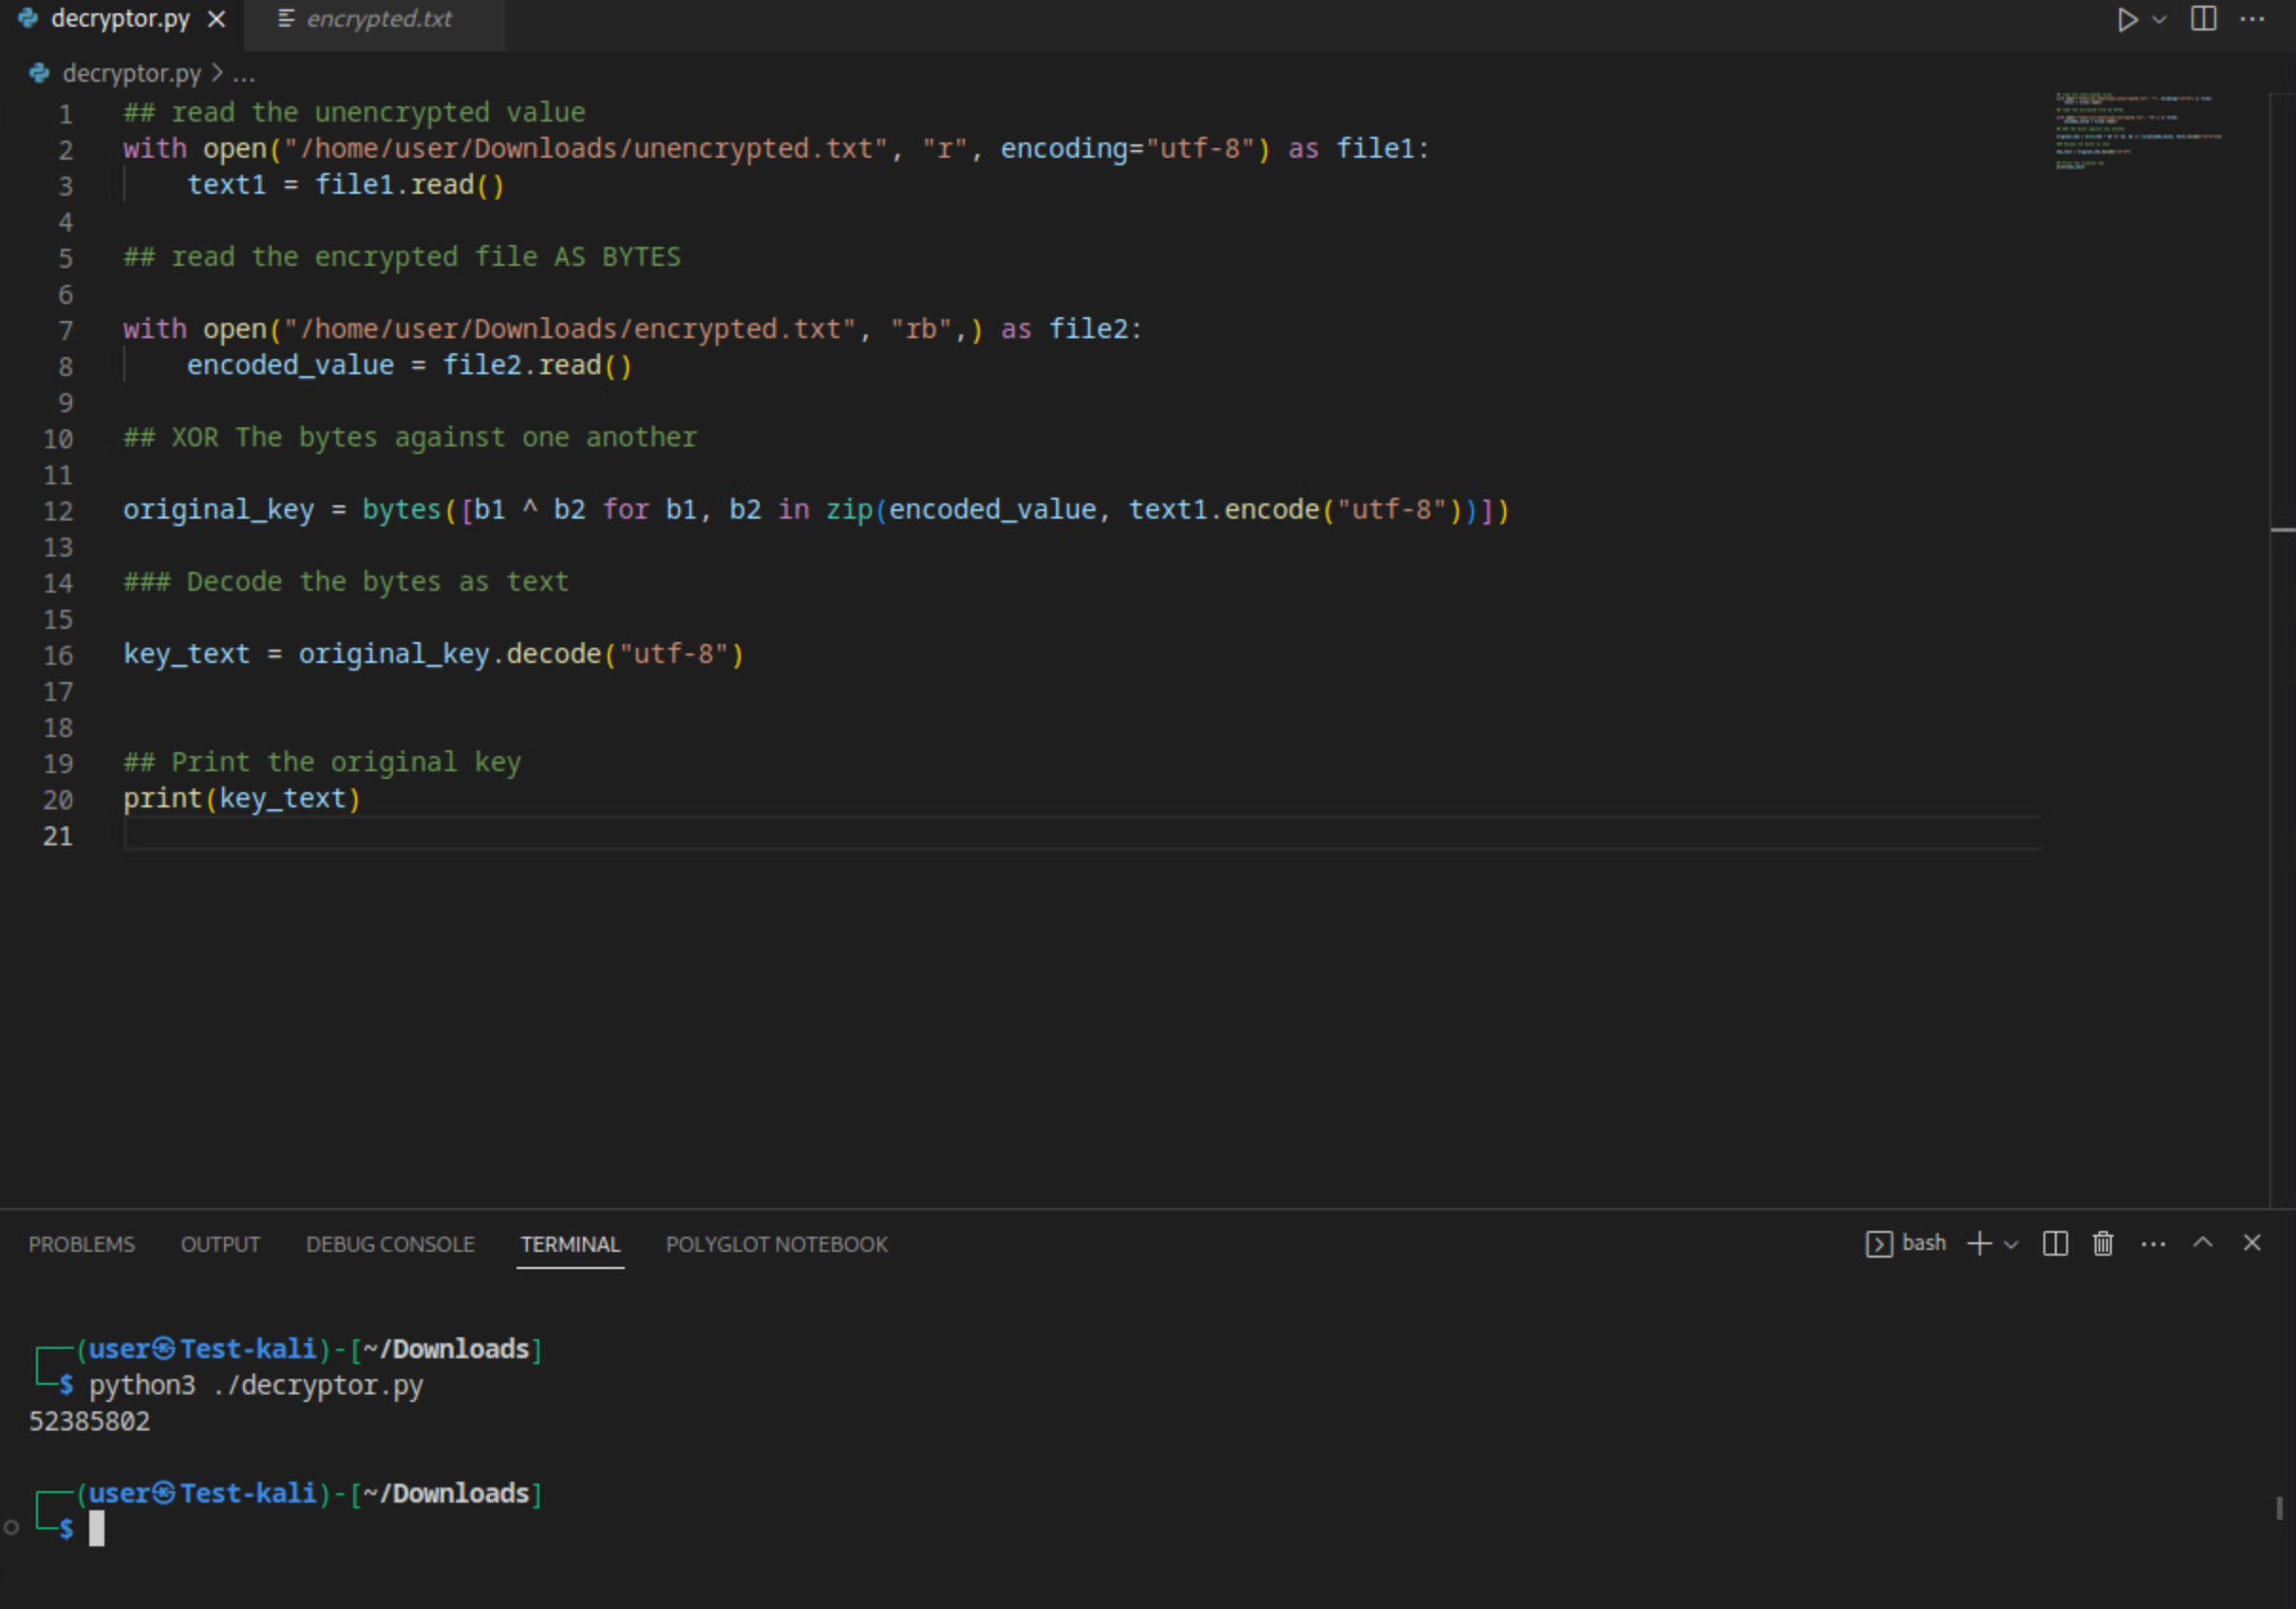 decryptor.py
encrypted.txt
decryptor.py > ...
1 ## read the unencrypted value
2 with open("/home/user/Downloads/unencrypted.txt", "r", encoding="utf-8") as file1:
3     text1 = file1.read()
4
5 ## read the encrypted file AS BYTES
6
7 with open("/home/user/Downloads/encrypted.txt", "rb",) as file2:
8     encoded_value = file2.read()
9
10 ## XOR The bytes against one another
11
12 original_key = bytes([b1 ^ b2 for b1, b2 in zip(encoded_value, text1.encode("utf-8"))])
13
14 ### Decode the bytes as text
15
16 key_text = original_key.decode("utf-8")
17
18
19 ## Print the original key
20 print(key_text)
21
PROBLEMS OUTPUT DEBUG CONSOLE TERMINAL POLYGLOT NOTEBOOK bash
(user㉿Test-kali)-[~/Downloads]
$ python3 ./decryptor.py
52385802
(user㉿Test-kali)-[~/Downloads]
$